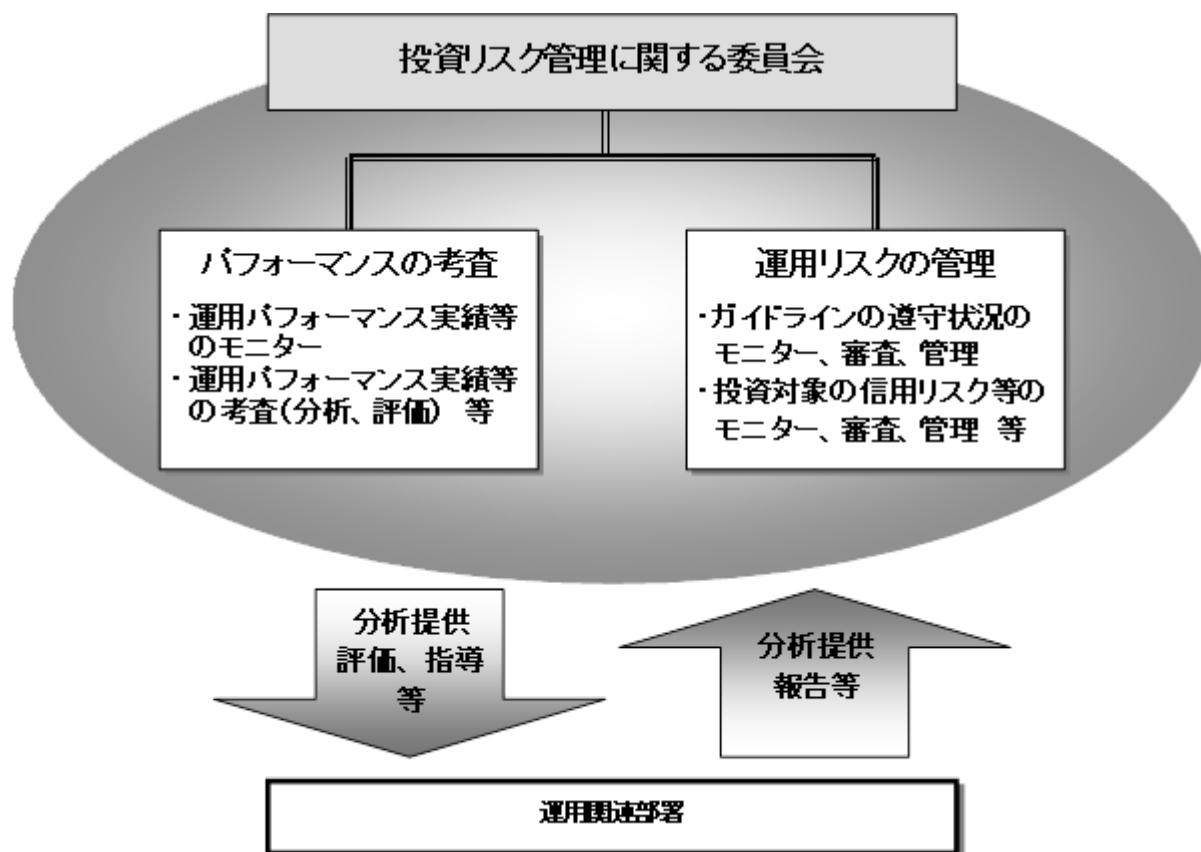 投資リスク管理に関する委員会
パフォーマンスの考査
・運用パフォーマンス実績等
のモニター
・運用パフォーマンス実績等
の考査(分析、評価) 等
運用リスクの管理
・ガイドラインの遵守状況の
モニター、審査、管理
・投資対象の信用リスク等の
モニター、審査、管理 等
分析提供
評価、指導
等
分析提供
報告等
運用関連部署